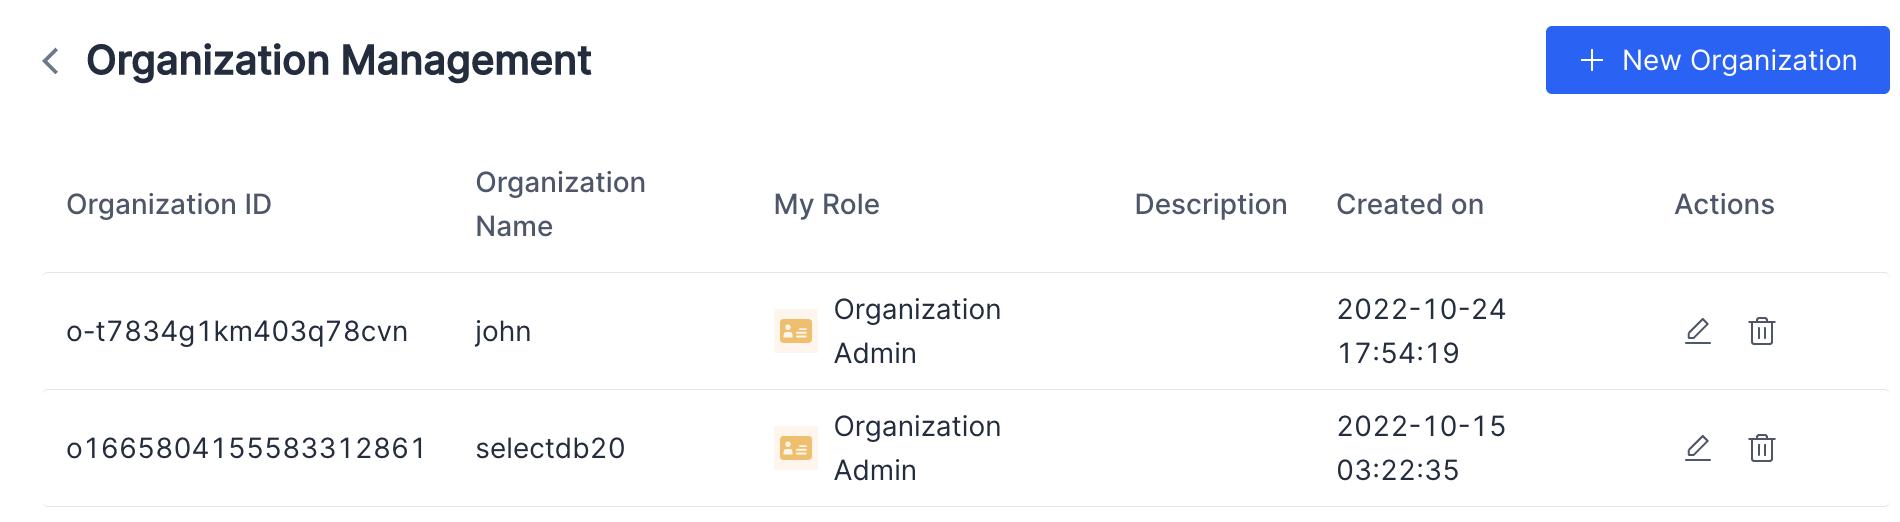 Organization Management
New Organization
Organization ID
Organization
Name
My Role
Description
Created on
Actions
o-t7834g1km403q78cvn
john
Organization
Admin
2022-10-24
17:54:19
o1665804155583312861
selectdb20
Organization
Admin
2022-10-15
03:22:35